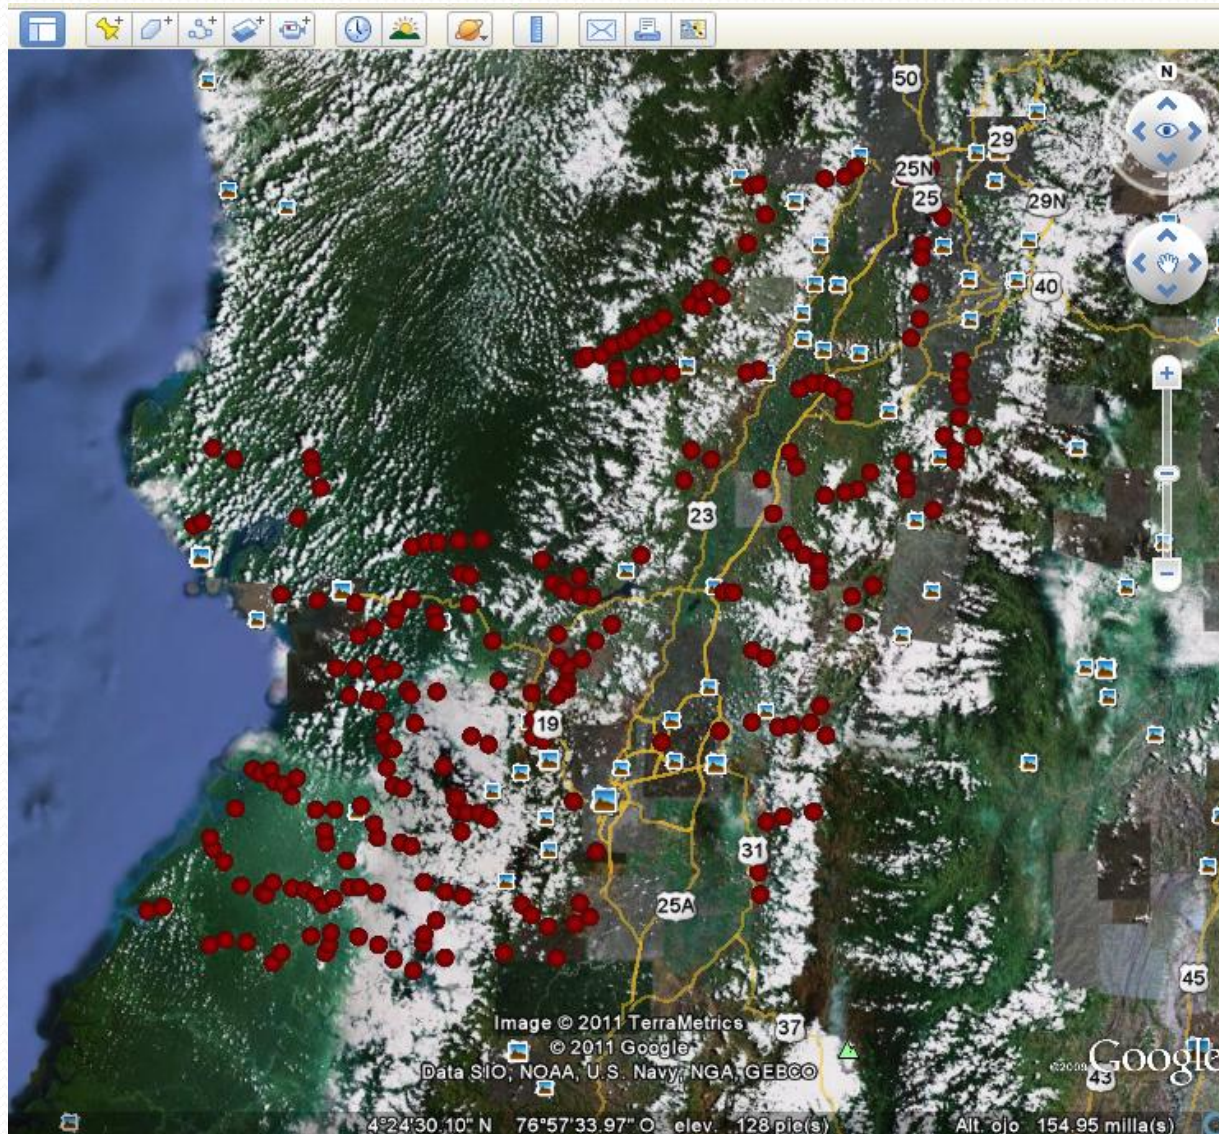 N
50
29
25N
25
29N
40
23
19
31
25A
45
37
Image © 2011 TerraMetrics
© 2011 Google
Data SIO, NOAA, U.S. Navy, NGA, GEBCO
©2009 Google
43
4°24'30.10" N 76°57'33.97" O elev. 128 pie(s) Alt. ojo 154.95 milla(s)